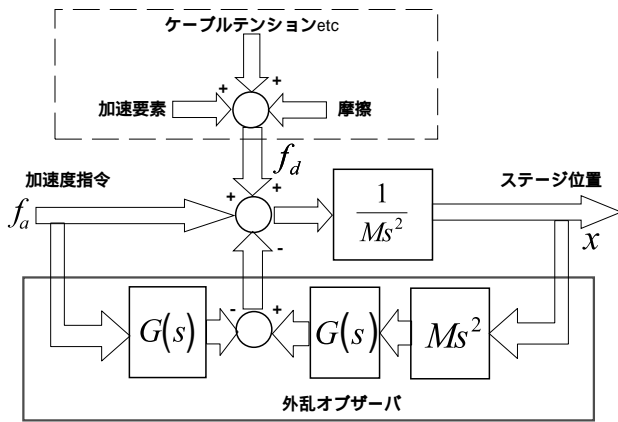 ケーブルテンションetc
+
+
加速要素
+
摩擦
f_d
加速度指令
+
+
f_a
-
1
Ms^2
ステージ位置
x
G(s)
-
+
G(s)
Ms^2
外乱オブザーバ